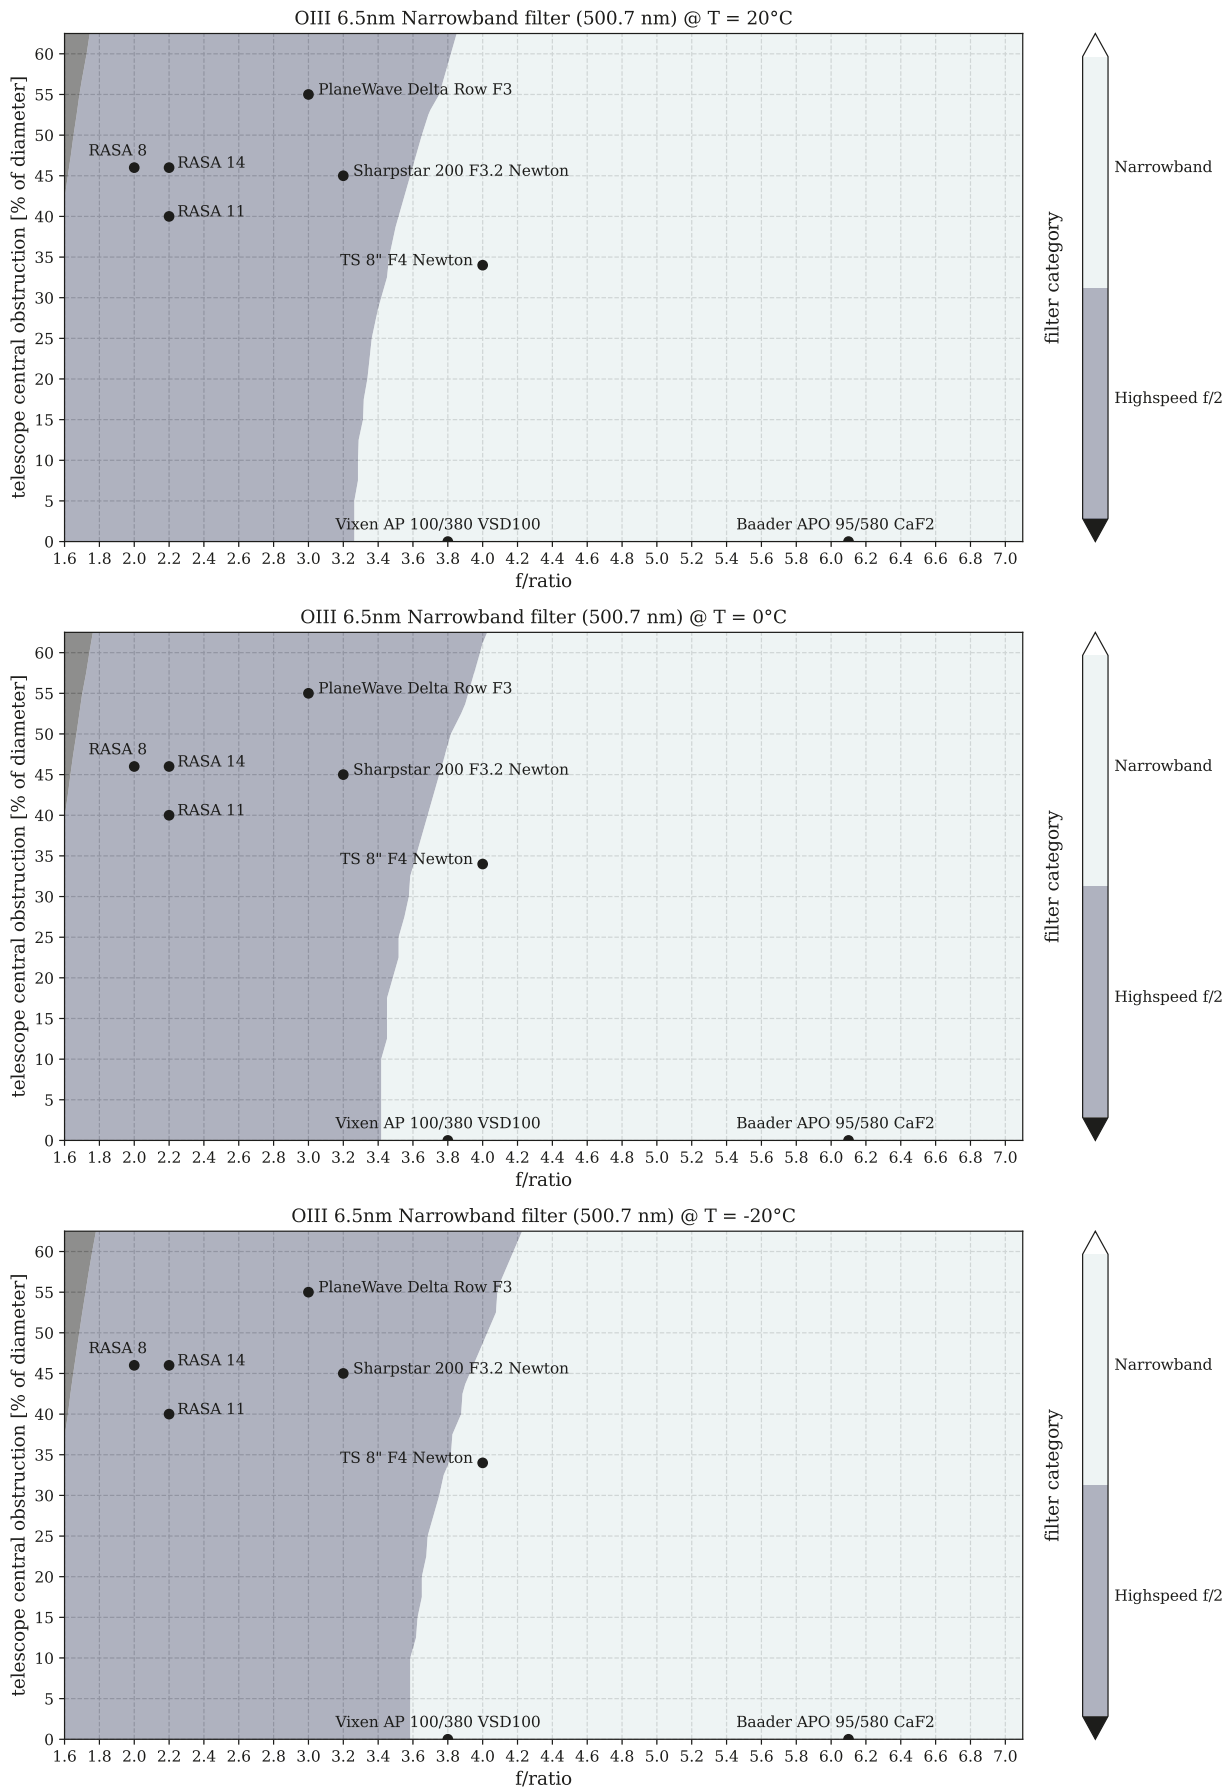 OIII 6.5nm Narrowband filter (500.7 nm) @ T = 20°C
telescope central obstruction [% of diameter]
60
55
50
45
40
35
30
25
20
15
10
5
0
PlaneWave Delta Row F3
RASA 8
RASA 14
Sharpstar 200 F3.2 Newton
RASA 11
TS 8" F4 Newton
Vixen AP 100/380 VSD100
Baader APO 95/580 CaF2
1.6 1.8 2.0 2.2 2.4 2.6 2.8 3.0 3.2 3.4 3.6 3.8 4.0 4.2 4.4 4.6 4.8 5.0 5.2 5.4 5.6 5.8 6.0 6.2 6.4 6.6 6.8 7.0
f/ratio
filter category
Narrowband
Highspeed f/2
OIII 6.5nm Narrowband filter (500.7 nm) @ T = 0°C
telescope central obstruction [% of diameter]
60
55
50
45
40
35
30
25
20
15
10
5
0
PlaneWave Delta Row F3
RASA 8
RASA 14
Sharpstar 200 F3.2 Newton
RASA 11
TS 8" F4 Newton
Vixen AP 100/380 VSD100
Baader APO 95/580 CaF2
1.6 1.8 2.0 2.2 2.4 2.6 2.8 3.0 3.2 3.4 3.6 3.8 4.0 4.2 4.4 4.6 4.8 5.0 5.2 5.4 5.6 5.8 6.0 6.2 6.4 6.6 6.8 7.0
f/ratio
filter category
Narrowband
Highspeed f/2
OIII 6.5nm Narrowband filter (500.7 nm) @ T = -20°C
telescope central obstruction [% of diameter]
60
55
50
45
40
35
30
25
20
15
10
5
0
PlaneWave Delta Row F3
RASA 8
RASA 14
Sharpstar 200 F3.2 Newton
RASA 11
TS 8" F4 Newton
Vixen AP 100/380 VSD100
Baader APO 95/580 CaF2
1.6 1.8 2.0 2.2 2.4 2.6 2.8 3.0 3.2 3.4 3.6 3.8 4.0 4.2 4.4 4.6 4.8 5.0 5.2 5.4 5.6 5.8 6.0 6.2 6.4 6.6 6.8 7.0
f/ratio
filter category
Narrowband
Highspeed f/2